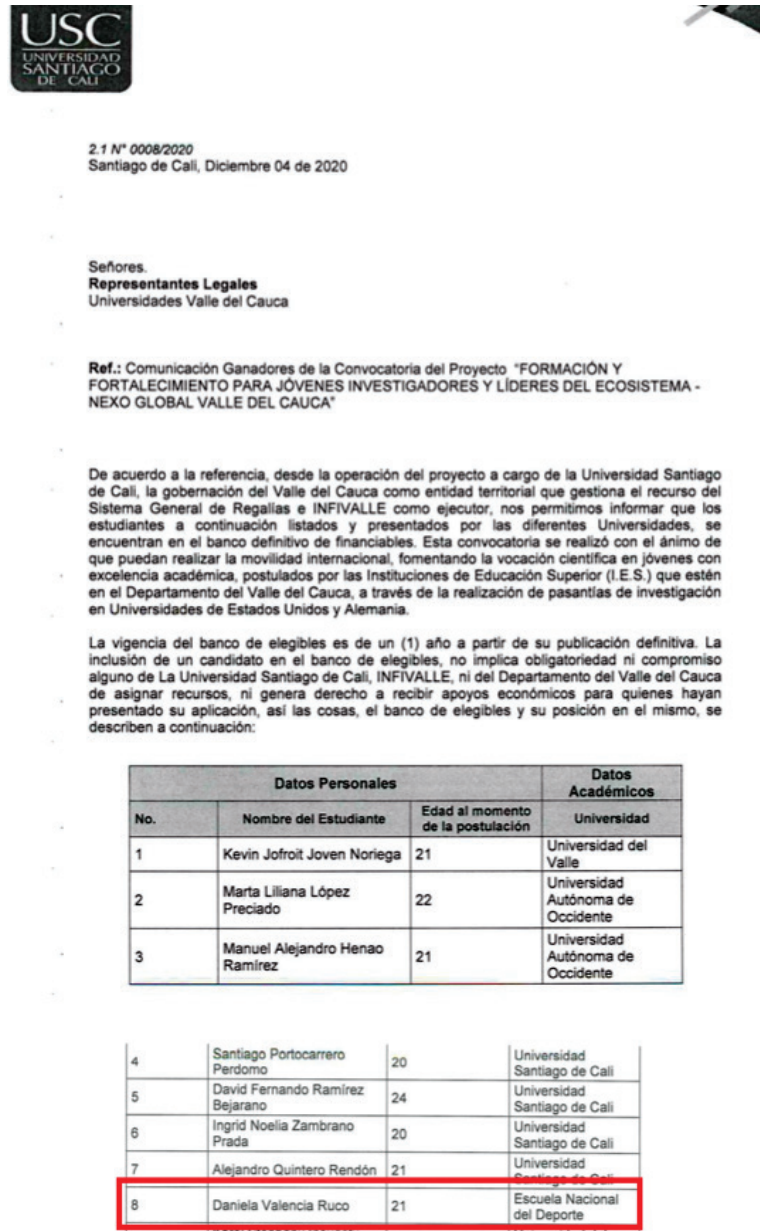 USC
UNIVERSIDAD
SANTIAGO
DE CALI
2.1 N° 0008/2020
Santiago de Cali, Diciembre 04 de 2020
Señores.
Representantes Legales
Universidades Valle del Cauca
Ref.: Comunicación Ganadores de la Convocatoria del Proyecto "FORMACIÓN Y
FORTALECIMIENTO PARA JÓVENES INVESTIGADORES Y LÍDERES DEL ECOSISTEMA -
NEXO GLOBAL VALLE DEL CAUCA"
De acuerdo a la referencia, desde la operación del proyecto a cargo de la Universidad Santiago
de Cali, la gobernación del Valle del Cauca como entidad territorial que gestiona el recurso del
Sistema General de Regalías e INFIVALLE como ejecutor, nos permitimos informar que los
estudiantes a continuación listados y presentados por las diferentes Universidades, se
encuentran en el banco definitivo de financiables. Esta convocatoria se realizó con el ánimo de
que puedan realizar la movilidad internacional, fomentando la vocación científica en jóvenes con
excelencia académica, postulados por las Instituciones de Educación Superior (I.E.S.) que estén
en el Departamento del Valle del Cauca, a través de la realización de pasantías de investigación
en Universidades de Estados Unidos y Alemania.
La vigencia del banco de elegibles es de un (1) año a partir de su publicación definitiva. La
inclusión de un candidato en el banco de elegibles, no implica obligatoriedad ni compromiso
alguno de La Universidad Santiago de Cali, INFIVALLE, ni del Departamento del Valle del Cauca
de asignar recursos, ni genera derecho a recibir apoyos económicos para quienes hayan
presentado su aplicación, así las cosas, el banco de elegibles y su posición en el mismo, se
describen a continuación:
Datos Personales Datos Académicos
No. Nombre del Estudiante Edad al momento de la postulación Universidad
1 Kevin Jofroit Joven Noriega 21 Universidad del Valle
2 Marta Liliana López Preciado 22 Universidad Autónoma de Occidente
3 Manuel Alejandro Henao Ramírez 21 Universidad Autónoma de Occidente
4 Santiago Portocarrero Perdomo 20 Universidad Santiago de Cali
5 David Fernando Ramírez Bejarano 24 Universidad Santiago de Cali
6 Ingrid Noelia Zambrano Prada 20 Universidad Santiago de Cali
7 Alejandro Quintero Rendón 21 Universidad Santiago de Cali
8 Daniela Valencia Ruco 21 Escuela Nacional del Deporte